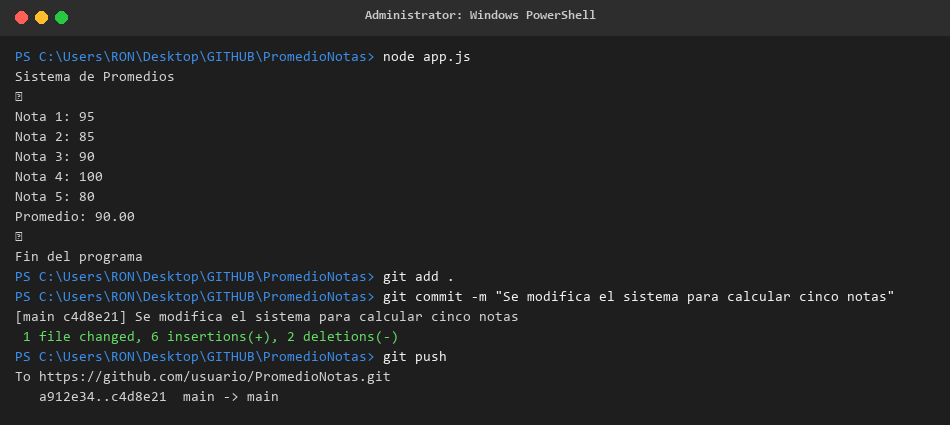 Administrator: Windows PowerShell
PS C:\Users\RON\Desktop\GITHUB\PromedioNotas> node app.js
Sistema de Promedios
Nota 1: 95
Nota 2: 85
Nota 3: 90
Nota 4: 100
Nota 5: 80
Promedio: 90.00
Fin del programa
PS C:\Users\RON\Desktop\GITHUB\PromedioNotas> git add .
PS C:\Users\RON\Desktop\GITHUB\PromedioNotas> git commit -m "Se modifica el sistema para calcular cinco notas"
[main c4d8e21] Se modifica el sistema para calcular cinco notas
 1 file changed, 6 insertions(+), 2 deletions(-)
PS C:\Users\RON\Desktop\GITHUB\PromedioNotas> git push
To https://github.com/usuario/PromedioNotas.git
   a912e34..c4d8e21  main -> main